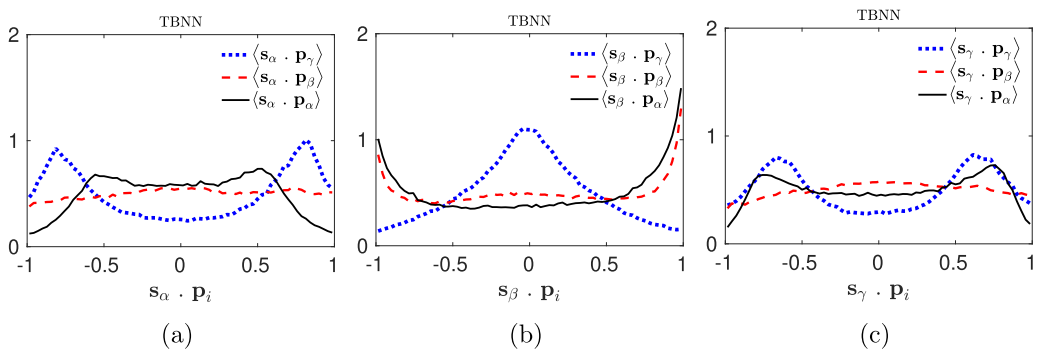 TBNN
2
⟨s_α . p_γ⟩
⟨s_α . p_β⟩
⟨s_α . p_α⟩
1
0
-1 -0.5 0 0.5 1
s_α . p_i
(a)
TBNN
2
⟨s_β . p_γ⟩
⟨s_β . p_β⟩
⟨s_β . p_α⟩
1
0
-1 -0.5 0 0.5 1
s_β . p_i
(b)
TBNN
2
⟨s_γ . p_γ⟩
⟨s_γ . p_β⟩
⟨s_γ . p_α⟩
1
0
-1 -0.5 0 0.5 1
s_γ . p_i
(c)